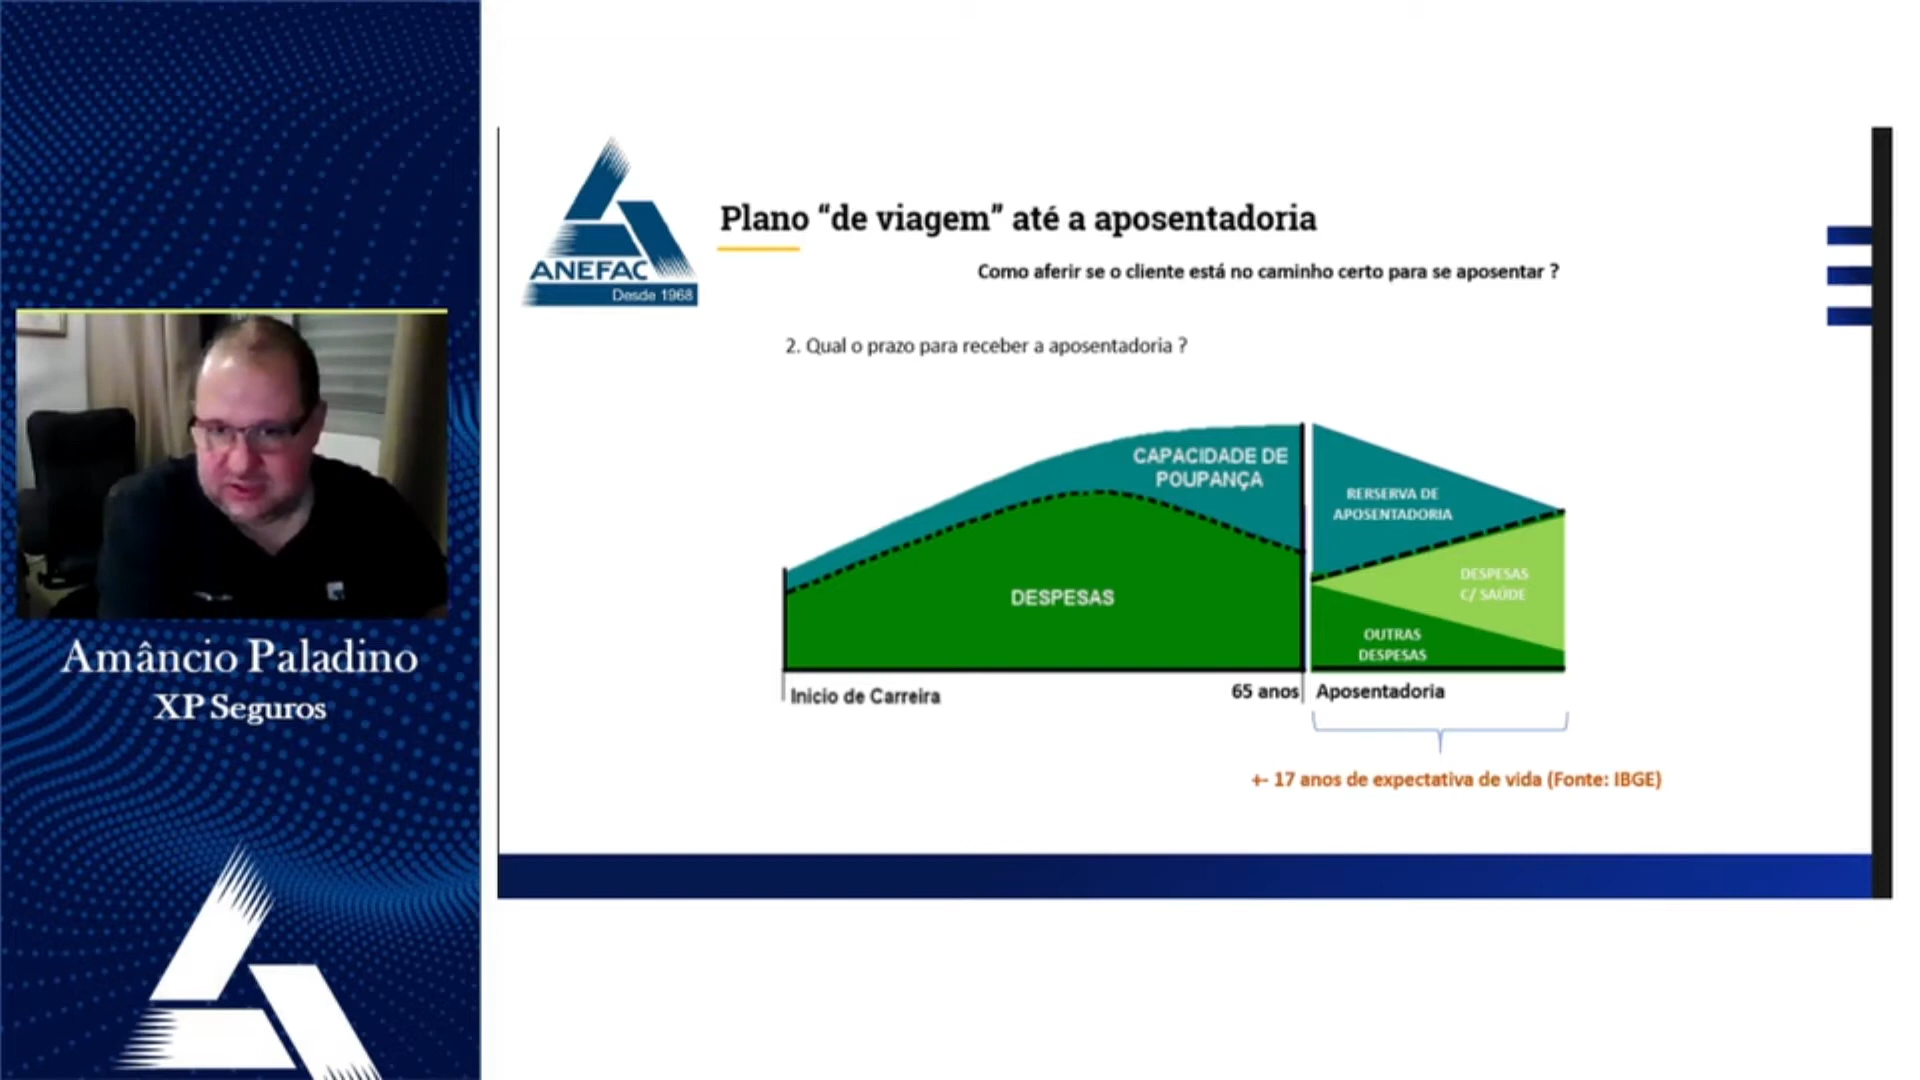 Amâncio Paladino
XP Seguros
ANEFAC
Desde 1968
Plano “de viagem” até a aposentadoria
Como aferir se o cliente está no caminho certo para se aposentar ?
2. Qual o prazo para receber a aposentadoria ?
CAPACIDADE DE
POUPANÇA
DESPESAS
RERSERVA DE
APOSENTADORIA
DESPESAS
C/ SAÚDE
OUTRAS
DESPESAS
Inicio de Carreira
65 anos
Aposentadoria
+- 17 anos de expectativa de vida (Fonte: IBGE)